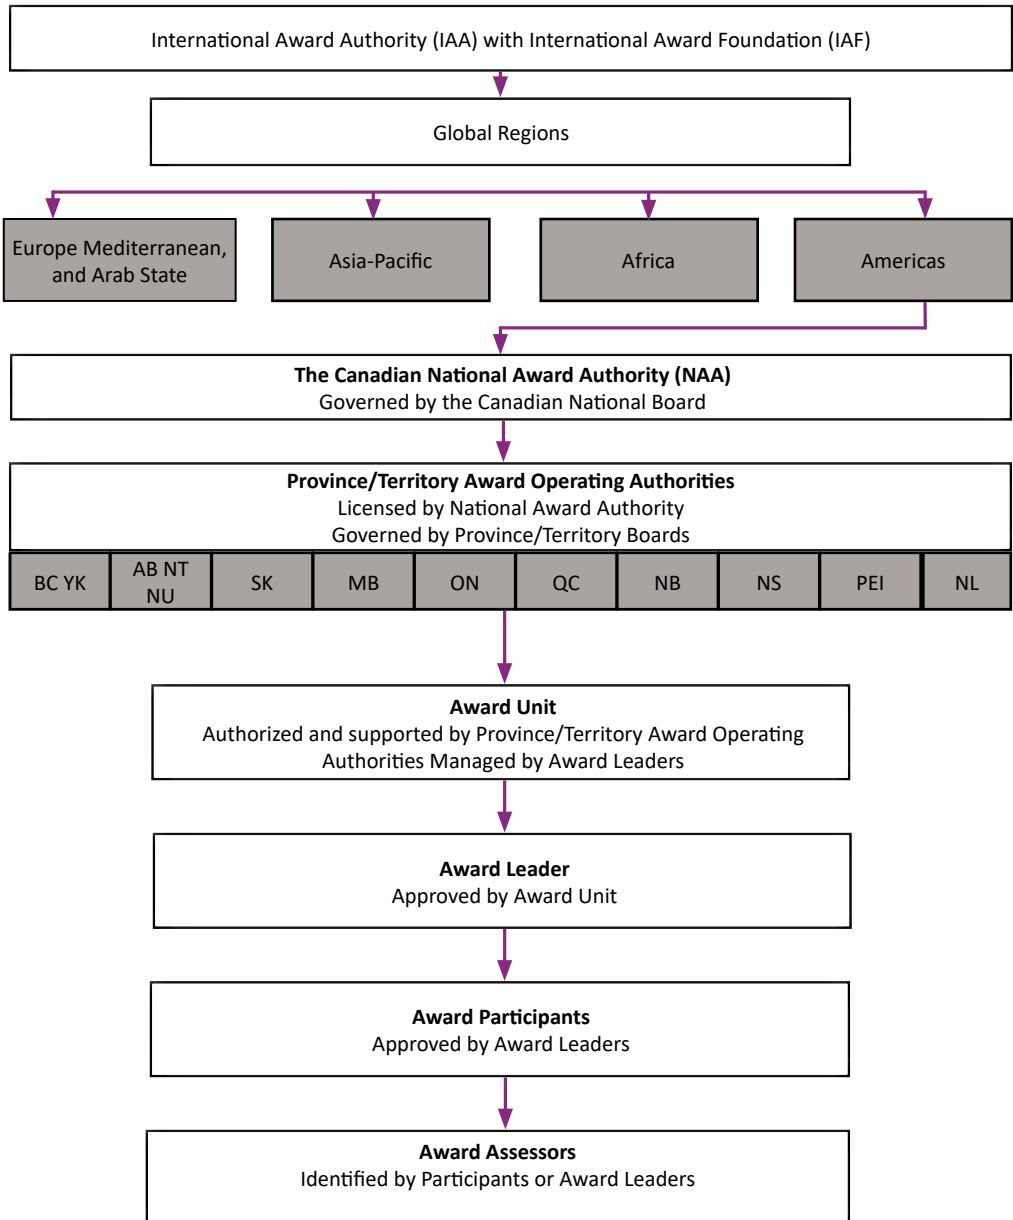 International Award Authority (IAA) with International Award Foundation (IAF)
Global Regions
Europe Mediterranean,
and Arab State
Asia-Pacific
Africa
Americas
The Canadian National Award Authority (NAA)
Governed by the Canadian National Board
Province/Territory Award Operating Authorities
Licensed by National Award Authority
Governed by Province/Territory Boards
BC YK
AB NT
NU
SK
MB
ON
QC
NB
NS
PEI
NL
Award Unit
Authorized and supported by Province/Territory Award Operating
Authorities Managed by Award Leaders
Award Leader
Approved by Award Unit
Award Participants
Approved by Award Leaders
Award Assessors
Identified by Participants or Award Leaders